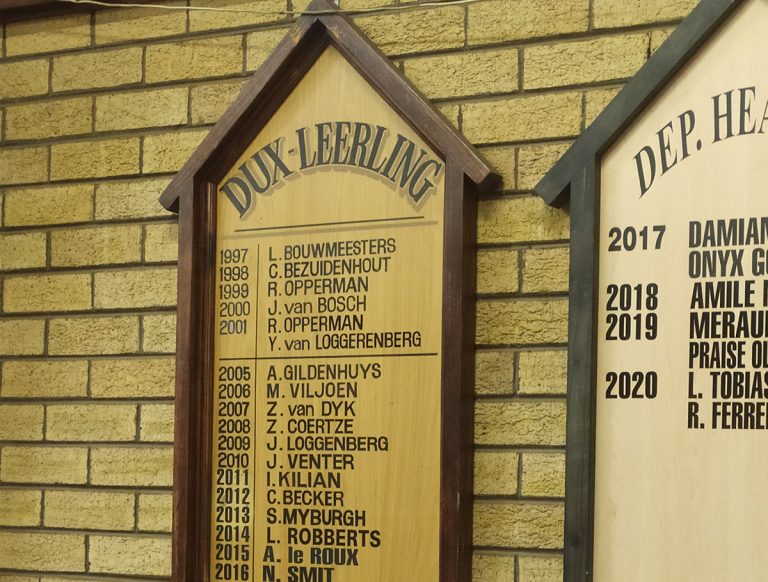 DUX-LEERLING
1997 L. BOUWMEESTERS
1998 C. BEZUIDENHOUT
1999 R. OPPERMAN
2000 J. van BOSCH
2001 R. OPPERMAN
Y. van LOGGERENBERG
2005 A. GILDENHUYS
2006 M. VILJOEN
2007 Z. van DYK
2008 Z. COERTZE
2009 J. LOGGENBERG
2010 J. VENTER
2011 I. KILIAN
2012 C. BECKER
2013 S. MYBURGH
2014 L. ROBBERTS
2015 A. le ROUX
2016 N. SMIT
DEP. HEA
2017 DAMIAN
ONYX
2018 AMILE
2019 MERAU
PRAISE
2020 L. TOBIAS
R. FERRE